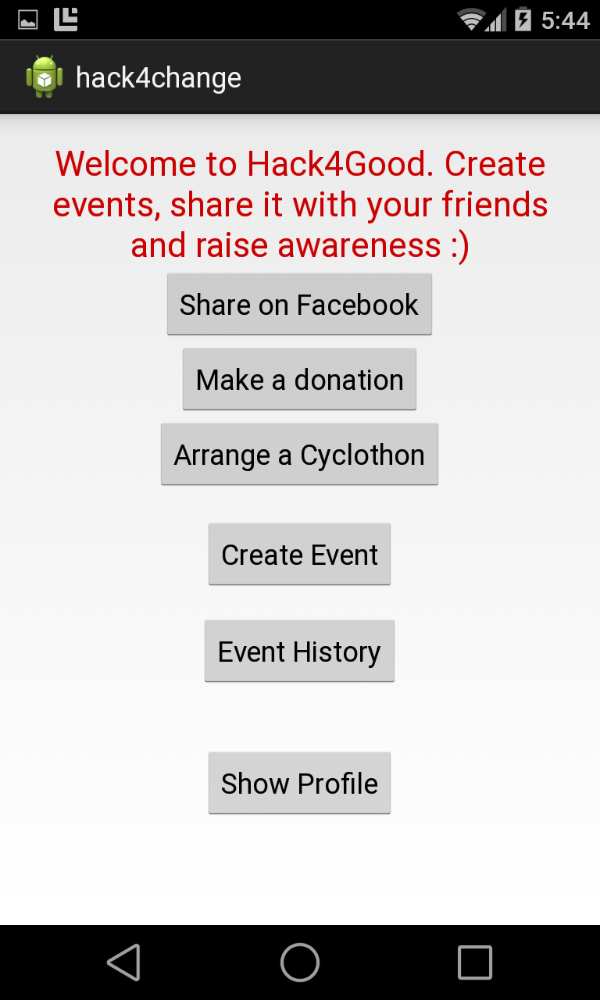 5:44
hack4change
Welcome to Hack4Good. Create
events, share it with your friends
and raise awareness :)
Share on Facebook
Make a donation
Arrange a Cyclothon
Create Event
Event History
Show Profile